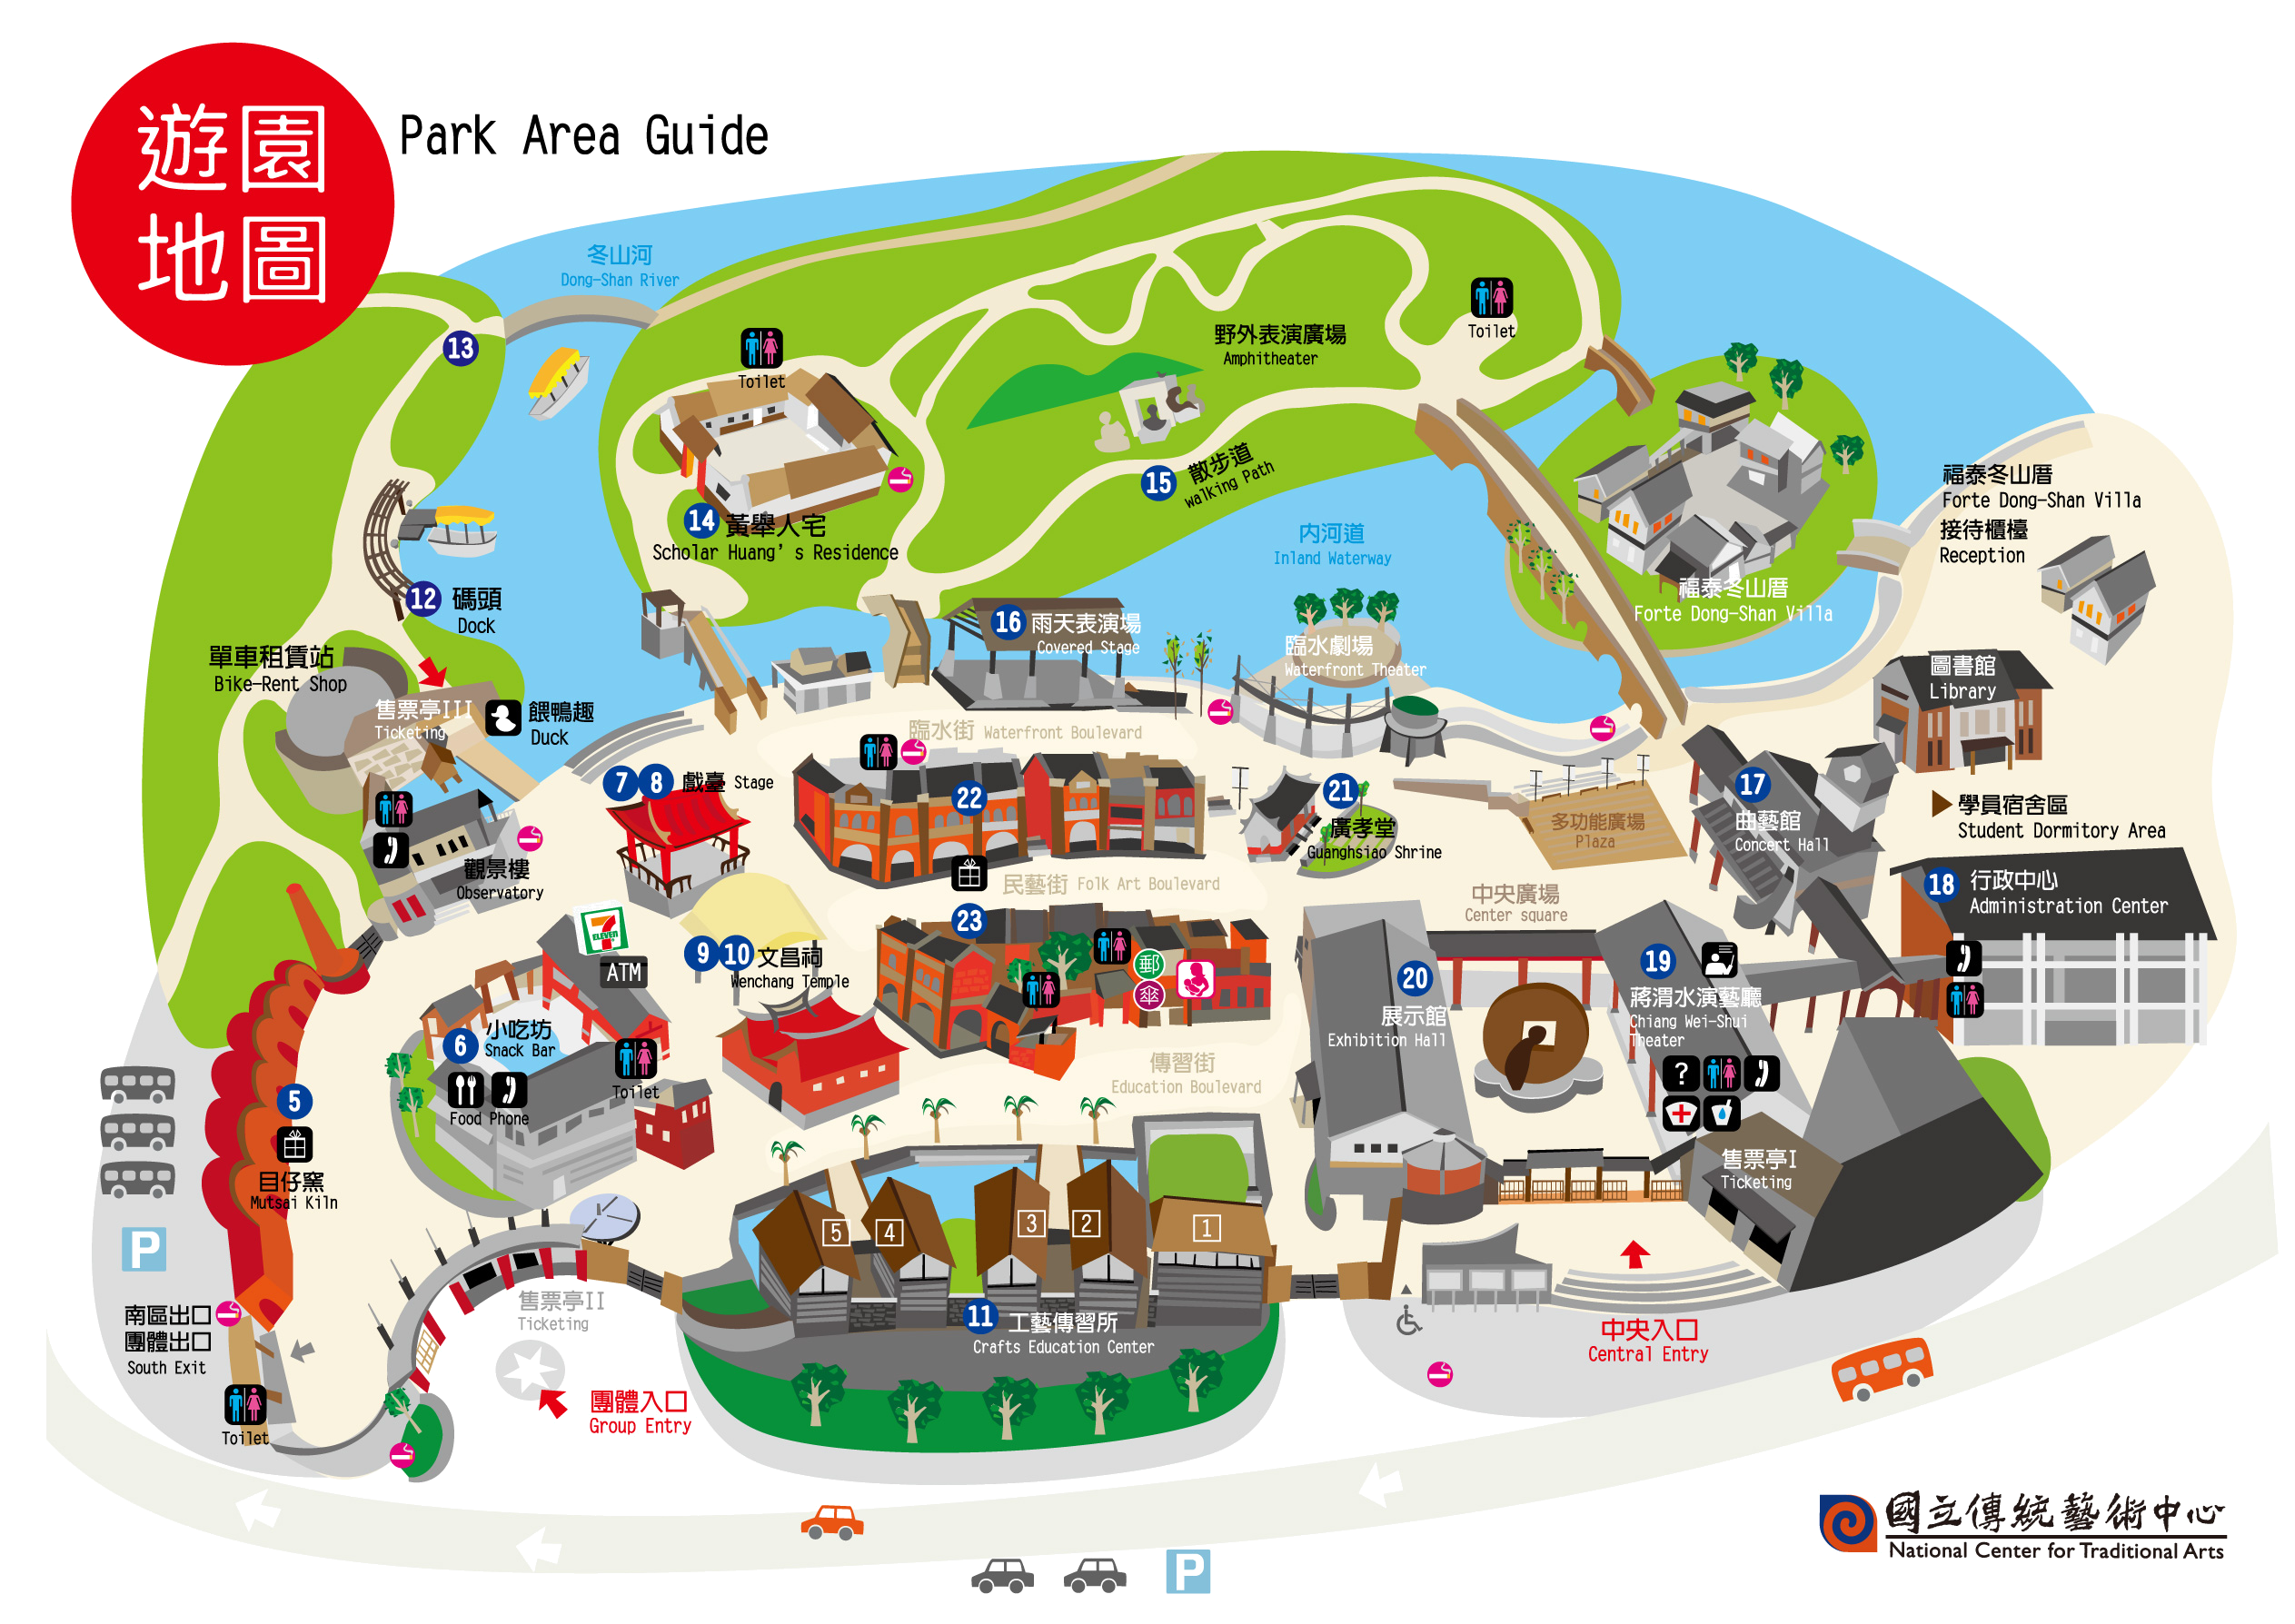 遊園
地圖
Park Area Guide
冬山河
Dong-Shan River
13
Toilet
野外表演廣場
Amphitheater
Toilet
15
散步道
Walking Path
14
黃舉人宅
Scholar Huang's Residence
內河道
Inland Waterway
福泰冬山厝
Forte Dong-Shan Villa
接待櫃檯
Reception
福泰冬山厝
Forte Dong-Shan Villa
12
碼頭
Dock
16
雨天表演場
Covered Stage
臨水劇場
Waterfront Theater
圖書館
Library
單車租賃站
Bike-Rent Shop
售票亭III
Ticketing
餵鴨趣
Duck
臨水街 Waterfront Boulevard
7 8 戲臺 Stage
22
21
廣孝堂
Guanghsiao Shrine
多功能廣場
Plaza
17
曲藝館
Concert Hall
學員宿舍區
Student Dormitory Area
觀景樓
Observatory
民藝街 Folk Art Boulevard
中央廣場
Center square
18
行政中心
Administration Center
7
ELEVEN
ATM
9 10 文昌祠
Wenchang Temple
23
郵
傘
20
展示館
Exhibition Hall
19
蔣渭水演藝廳
Chiang Wei-Shui
Theater
?
6
小吃坊
Snack Bar
Food Phone
Toilet
傳習街
Education Boulevard
5
目仔窯
Mutsai Kiln
售票亭I
Ticketing
5
4
3
2
1
P
南區出口
團體出口
South Exit
Toilet
售票亭II
Ticketing
11
工藝傳習所
Crafts Education Center
中央入口
Central Entry
團體入口
Group Entry
P
國立傳統藝術中心
National Center for Traditional Arts